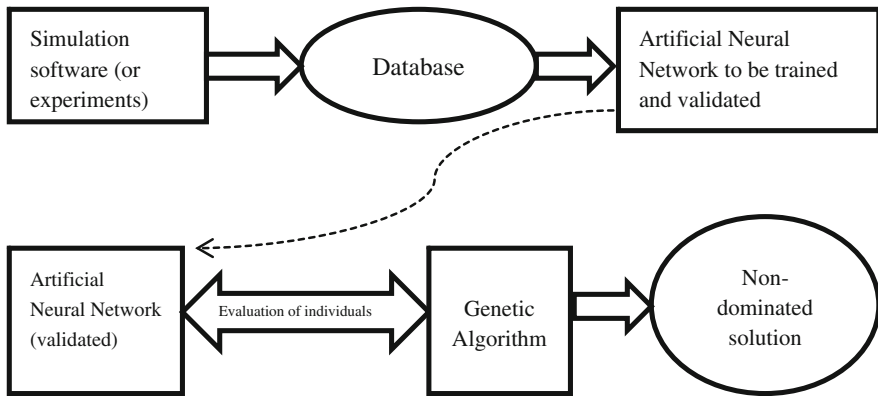 Simulation
software (or
experiments)
Database
Artificial Neural
Network to be trained
and validated
Artificial
Neural Network
(validated)
Evaluation of individuals
Genetic
Algorithm
Non-
dominated
solution